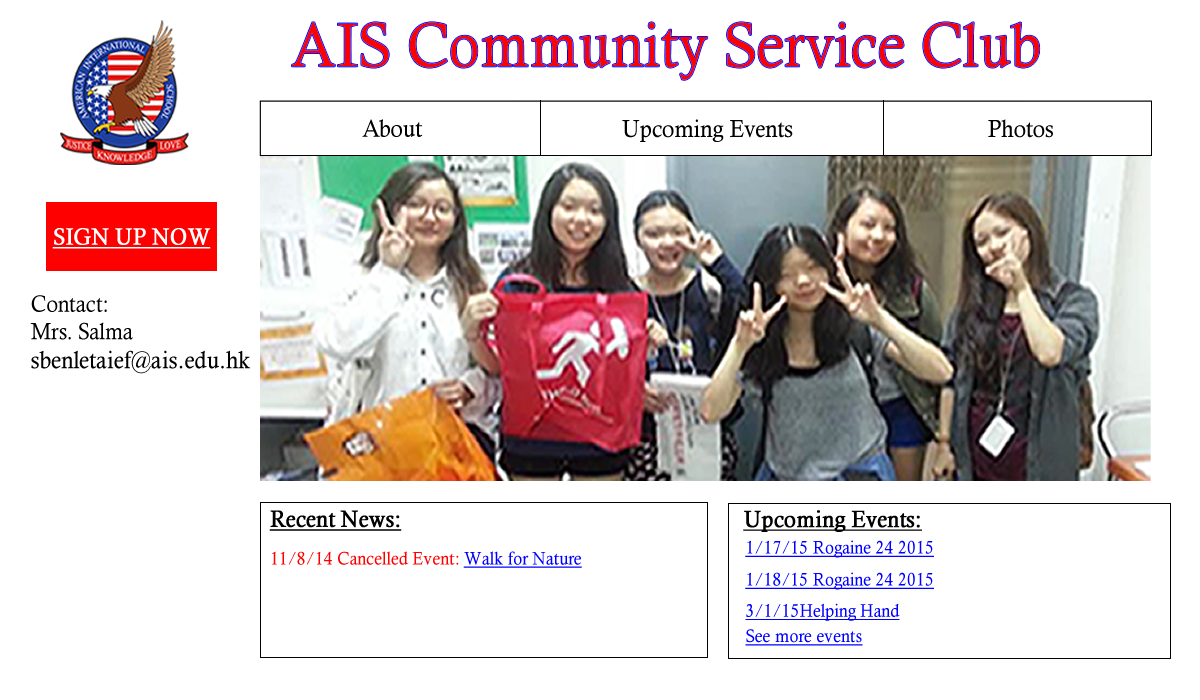 AIS Community Service Club
AMERICAN INTERNATIONAL SCHOOL
JUSTICE KNOWLEDGE LOVE
About Upcoming Events Photos
SIGN UP NOW
Contact:
Mrs. Salma
sbenletaief@ais.edu.hk
Recent News:
11/8/14 Cancelled Event: Walk for Nature
Upcoming Events:
1/17/15 Rogaine 24 2015
1/18/15 Rogaine 24 2015
3/1/15Helping Hand
See more events